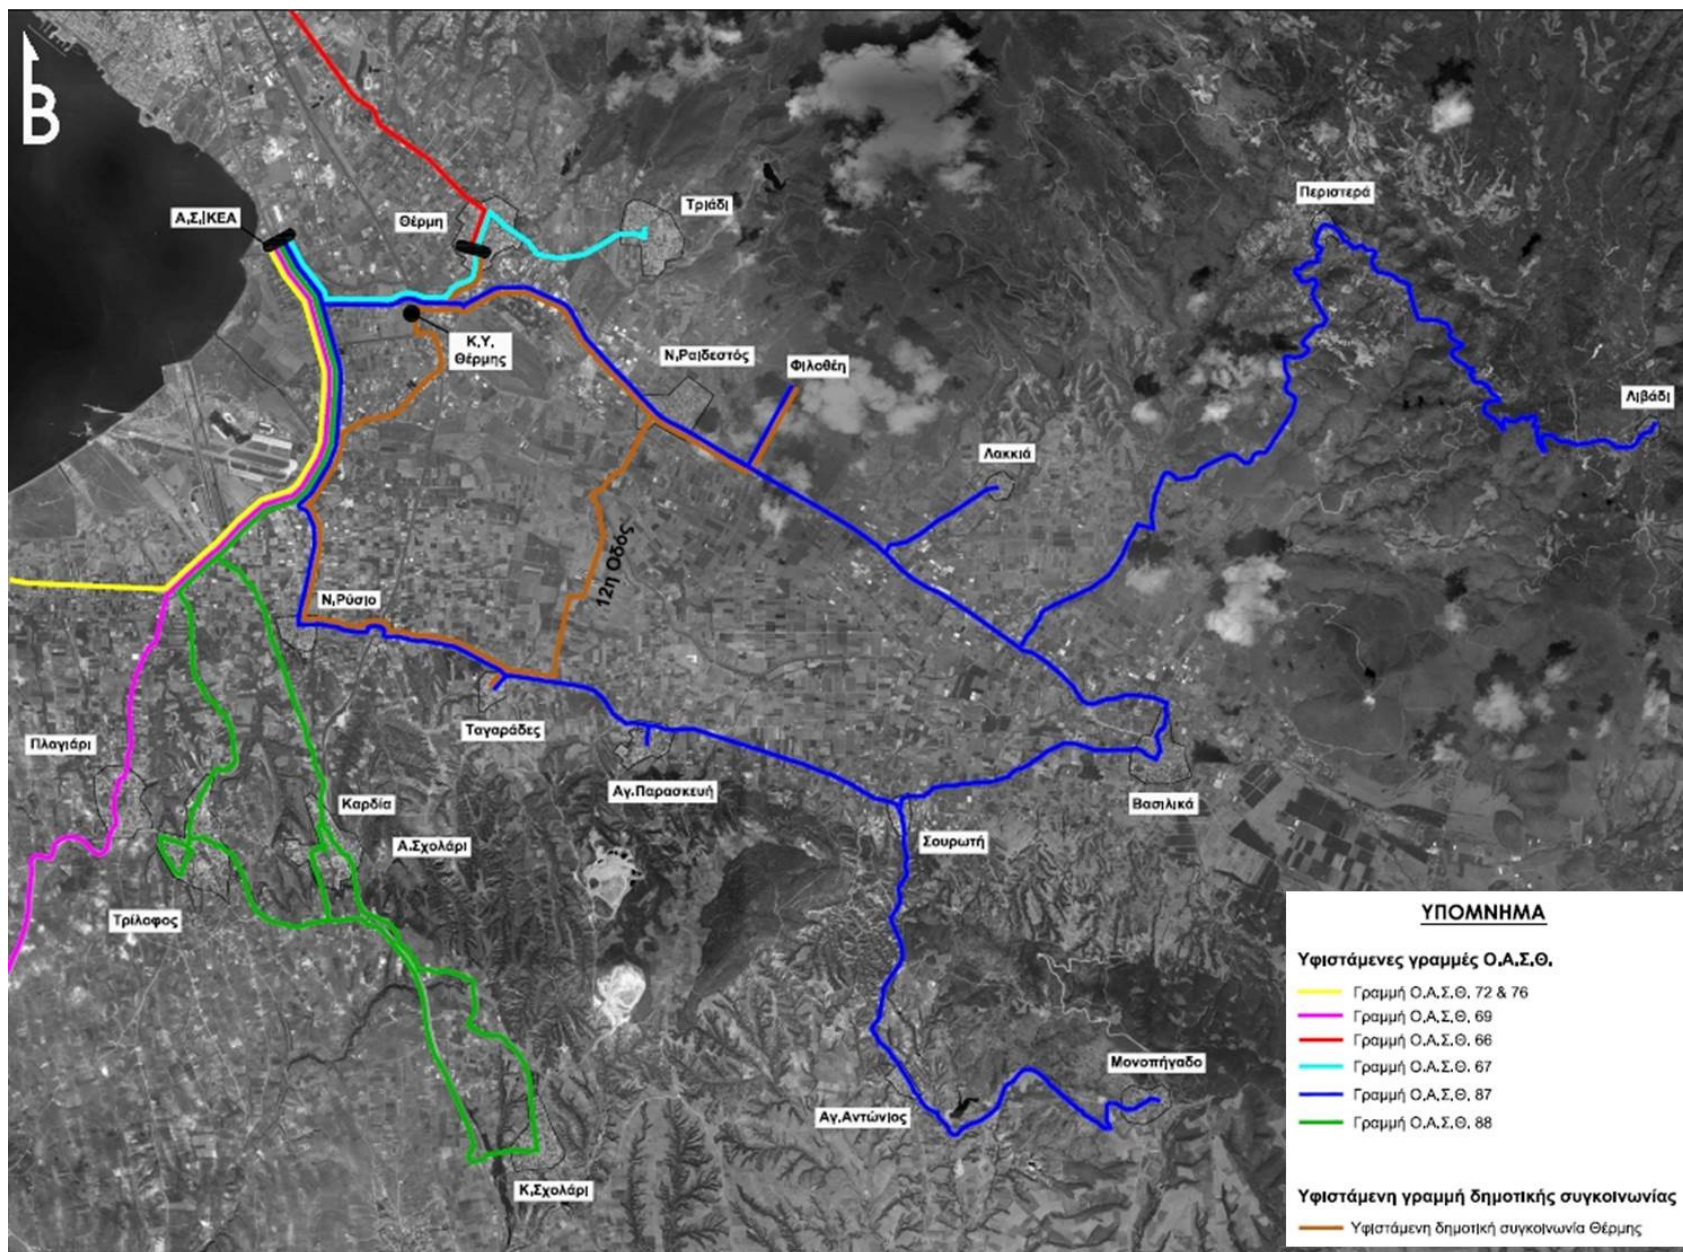 Β
Περιστερά
Τριάδι
Α.Σ.ΙΚΕΑ
Θέρμη
Κ.Υ.
Θέρμης
Ν.Ραιδεστός
Φιλοθέη
Λιβάδι
Λακκιά
12η Οδός
Ν.Ρύσιο
Ταγαράδες
Πλαγιάρι
Αγ.Παρασκευή
Καρδία
Βασιλικά
Α.Σχολάρι
Σουρωτή
Τρίλοφος
Μονοπήγαδο
Αγ.Αντώνιος
Κ.Σχολάρι
ΥΠΟΜΝΗΜΑ
Υφιστάμενες γραμμές Ο.Α.Σ.Θ.
Γραμμή Ο.Α.Σ.Θ. 72 & 76
Γραμμή Ο.Α.Σ.Θ. 69
Γραμμή Ο.Α.Σ.Θ. 66
Γραμμή Ο.Α.Σ.Θ. 67
Γραμμή Ο.Α.Σ.Θ. 87
Γραμμή Ο.Α.Σ.Θ. 88
Υφιστάμενη γραμμή δημοτικής συγκοινωνίας
Υφιστάμενη δημοτική συγκοινωνία Θέρμης